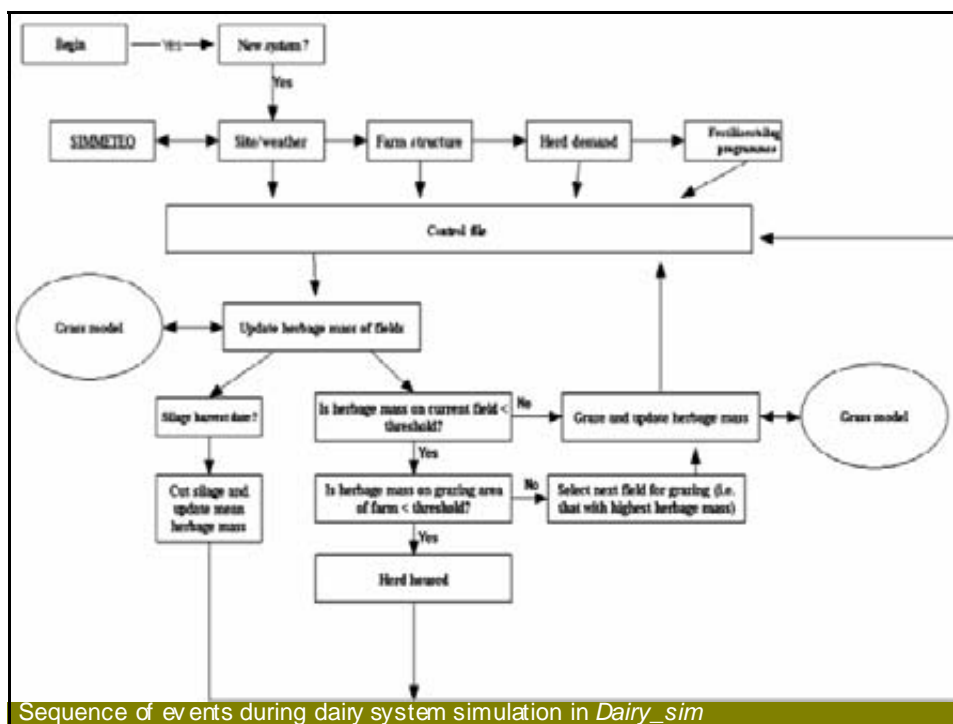 Begin
Yes
New system?
Yes
SIMMETEO
Site/weather
Farm structure
Herd demand
programmes
Control file
Grass model
Update herbage mass of fields
Silage harvest date?
Is herbage mass on current field <
threshold?
No
Graze and update herbage mass
Grass model
Yes
Cut silage and
update mean
herbage mass
Is herbage mass on grazing area
of farm < threshold?
No
Select next field for grazing (i.e.
that with highest herbage mass)
Yes
Herd housed
Sequence of events during dairy system simulation in Dairy_sim